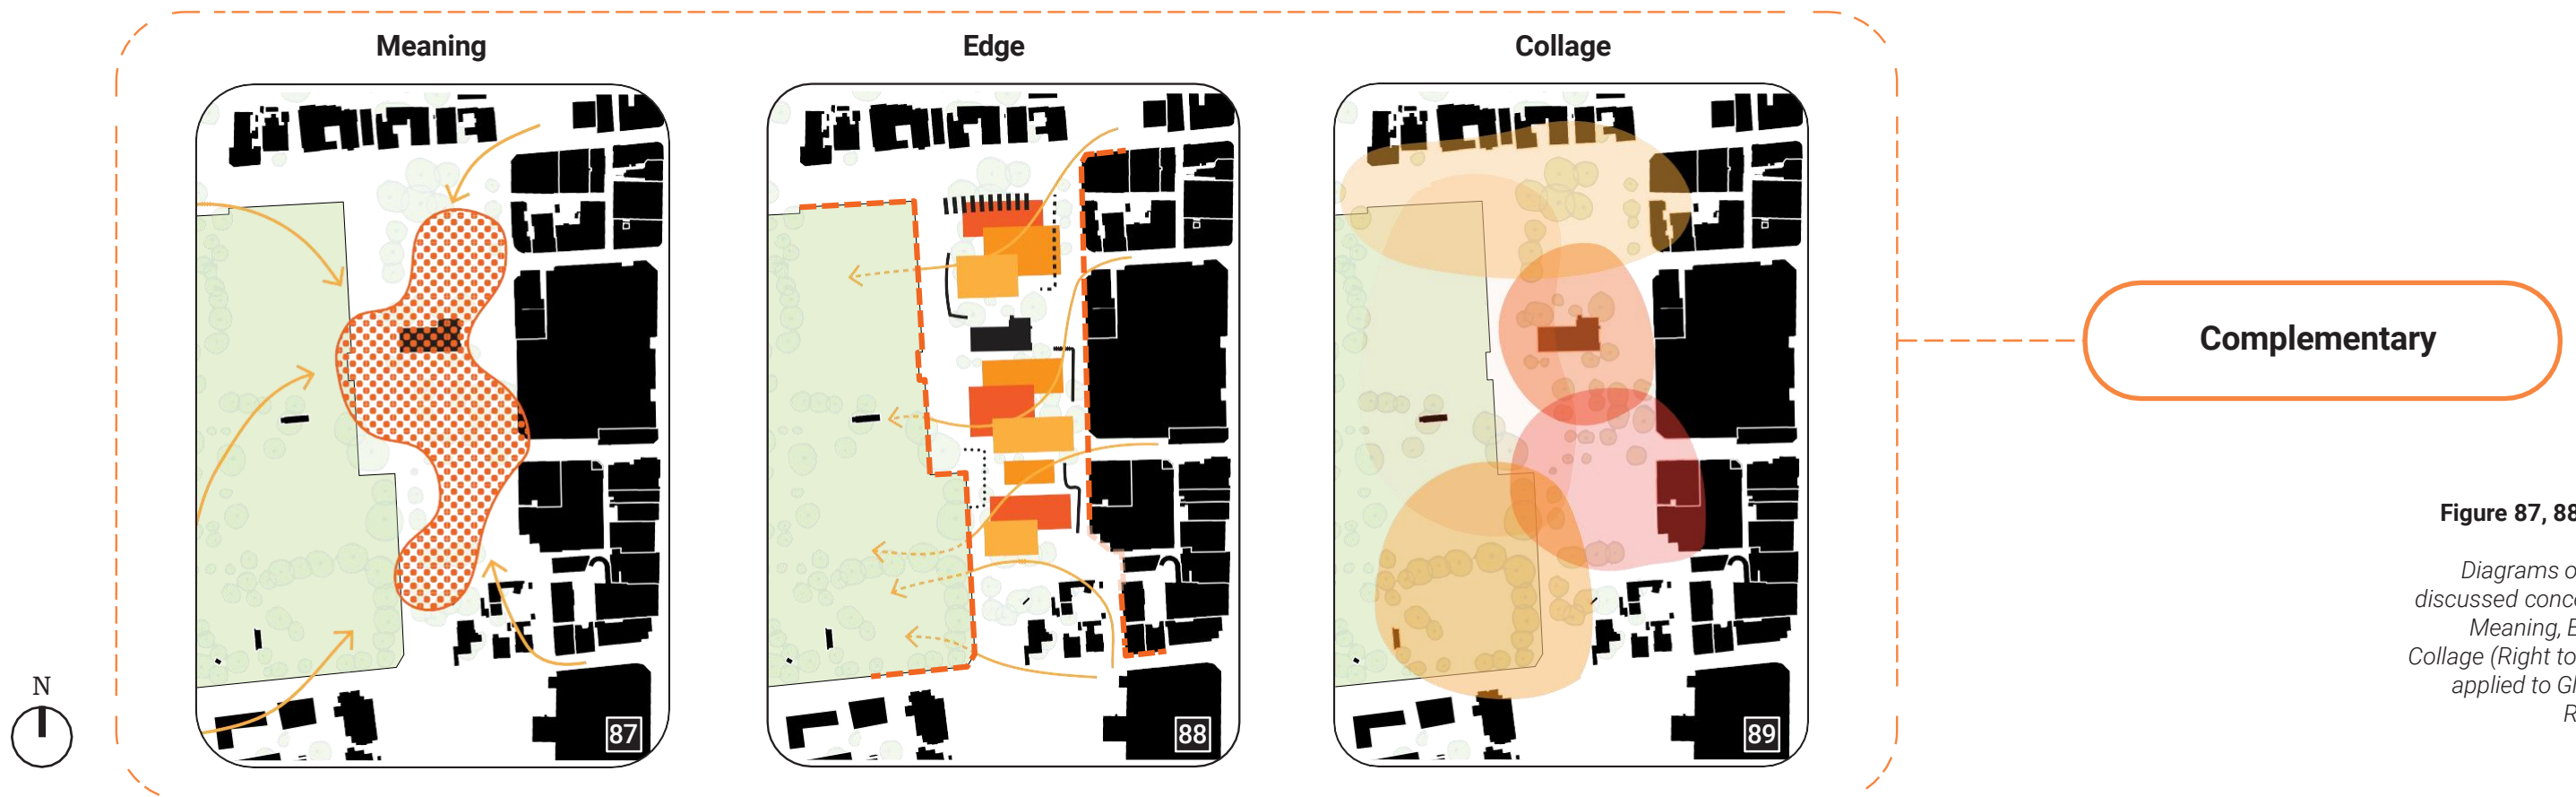 Meaning
Edge
Collage
Complementary
N
87
88
89
Figure 87, 88
Diagrams o
discussed conc
Meaning, E
Collage (Right to
applied to Gl
R